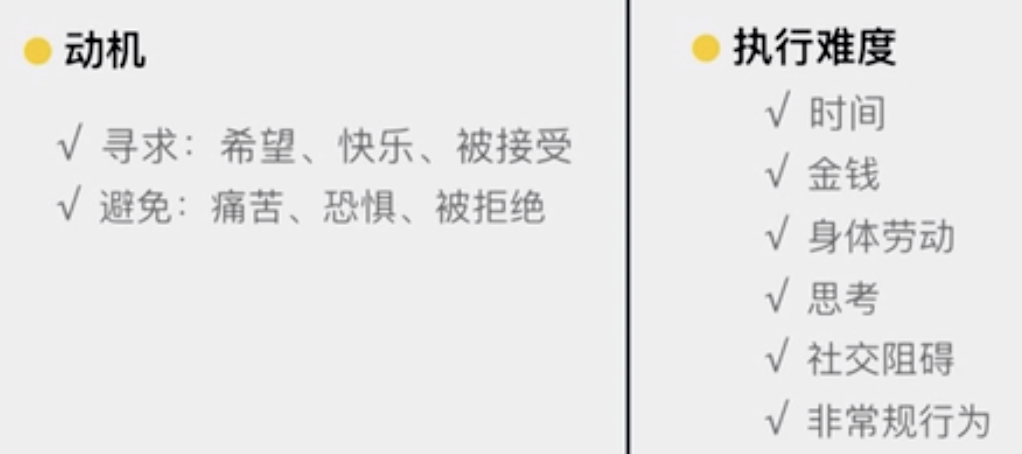 动机
√ 寻求：希望、快乐、被接受
√ 避免：痛苦、恐惧、被拒绝
执行难度
√ 时间
√ 金钱
√ 身体劳动
√ 思考
√ 社交阻碍
√ 非常规行为